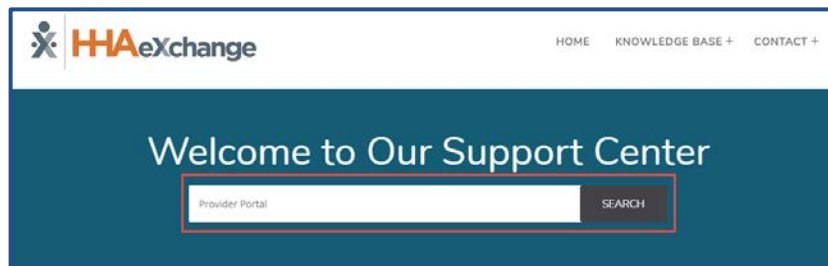 HHAeXchange
HOME KNOWLEDGE BASE + CONTACT +
Welcome to Our Support Center
Provider Portal SEARCH